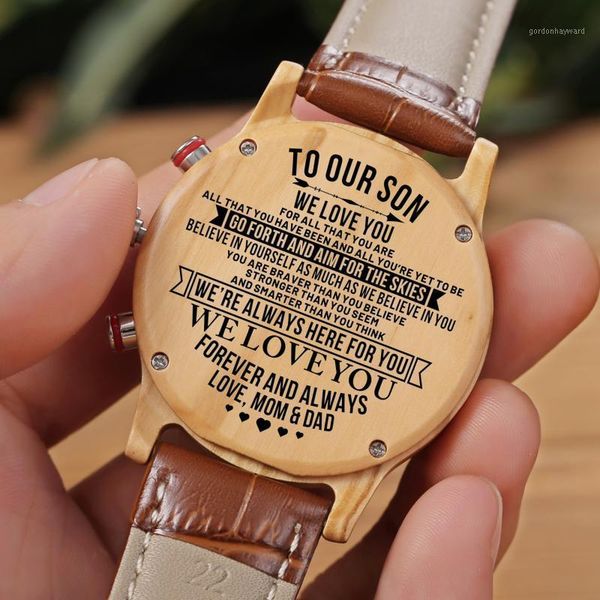 gordonhayward
TO OUR SON
WE LOVE YOU
FOR ALL THAT YOU ARE
ALL THAT YOU HAVE BEEN AND ALL YOU'RE YET TO BE
GO FORTH AND AIM FOR THE SKIES
BELIEVE IN YOURSELF AS MUCH AS WE BELIEVE IN YOU
YOU ARE BRAVER THAN YOU BELIEVE
STRONGER THAN YOU SEEM
AND SMARTER THAN YOU THINK
WE'RE ALWAYS HERE FOR YOU
WE LOVE YOU
FOREVER AND ALWAYS
LOVE, MOM & DAD
22